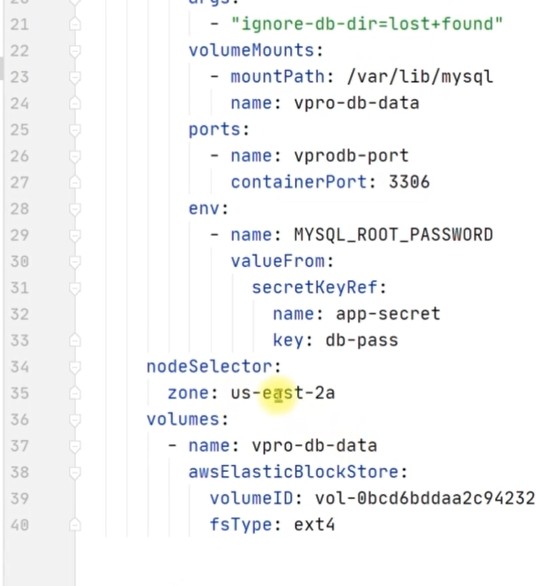 20 args:
21 - "ignore-db-dir=lost+found"
22 volumeMounts:
23 - mountPath: /var/lib/mysql
24 name: vpro-db-data
25 ports:
26 - name: vprodb-port
27 containerPort: 3306
28 env:
29 - name: MYSQL_ROOT_PASSWORD
30 valueFrom:
31 secretKeyRef:
32 name: app-secret
33 key: db-pass
34 nodeSelector:
35 zone: us-east-2a
36 volumes:
37 - name: vpro-db-data
38 awsElasticBlockStore:
39 volumeID: vol-0bcd6bddaa2c94232
40 fsType: ext4